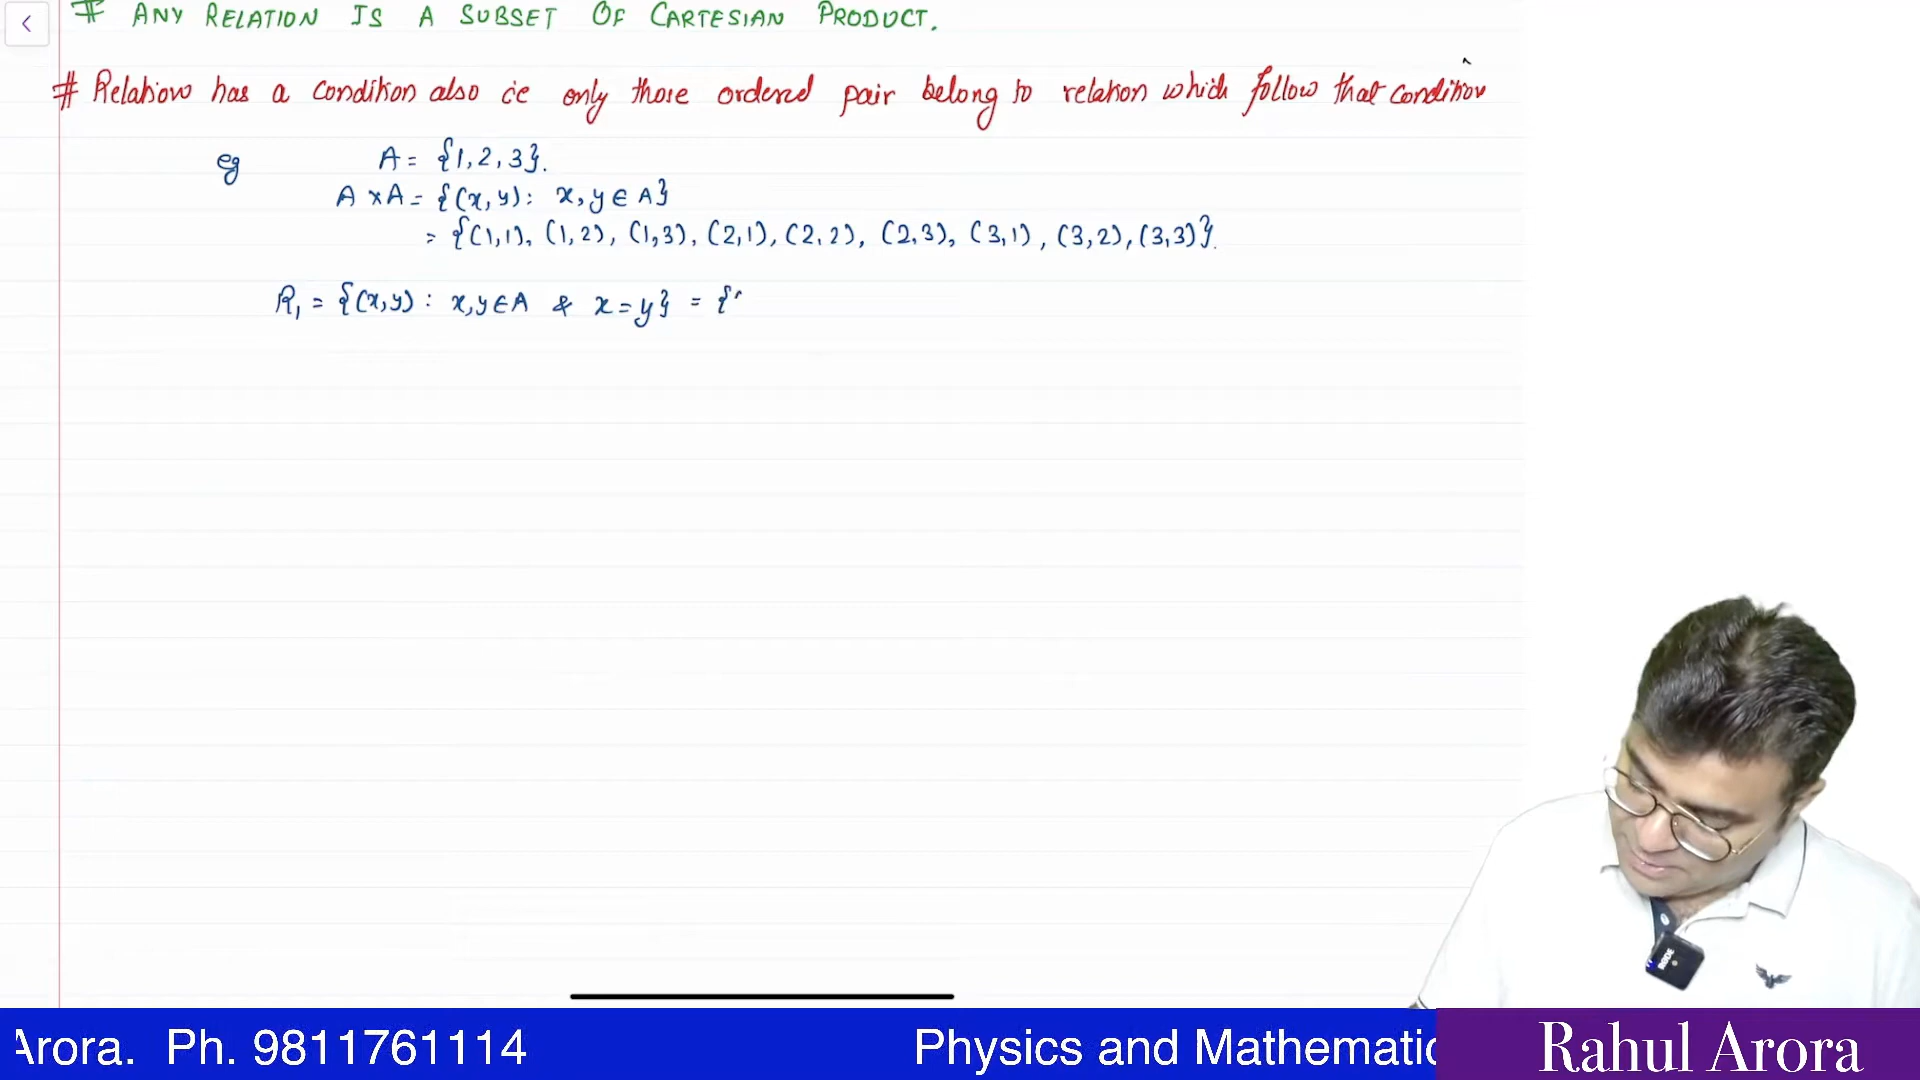 # ANY RELATION IS A SUBSET OF CARTESIAN PRODUCT.
# Relation has a condition also ie only those ordered pair belong to relation which follow that condition
eg A = {1, 2, 3}.
A × A = {(x, y) : x, y ∈ A}
= {(1,1), (1,2), (1,3), (2,1), (2,2), (2,3), (3,1), (3,2), (3,3)}.
R₁ = {(x,y) : x,y ∈ A & x = y} = {
RODE
Arora. Ph. 9811761114 Physics and Mathematic
Rahul Arora